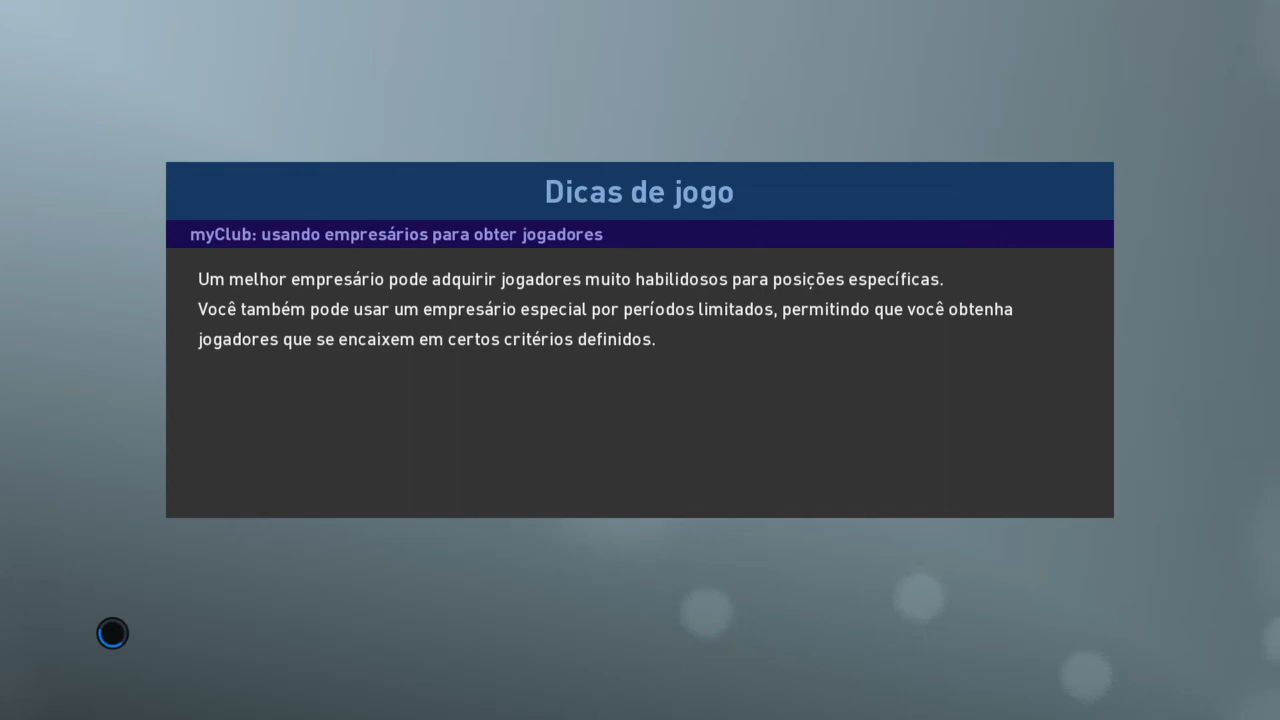 Dicas de jogo
myClub: usando empresários para obter jogadores
Um melhor empresário pode adquirir jogadores muito habilidosos para posições específicas.
Você também pode usar um empresário especial por períodos limitados, permitindo que você obtenha
jogadores que se encaixem em certos critérios definidos.